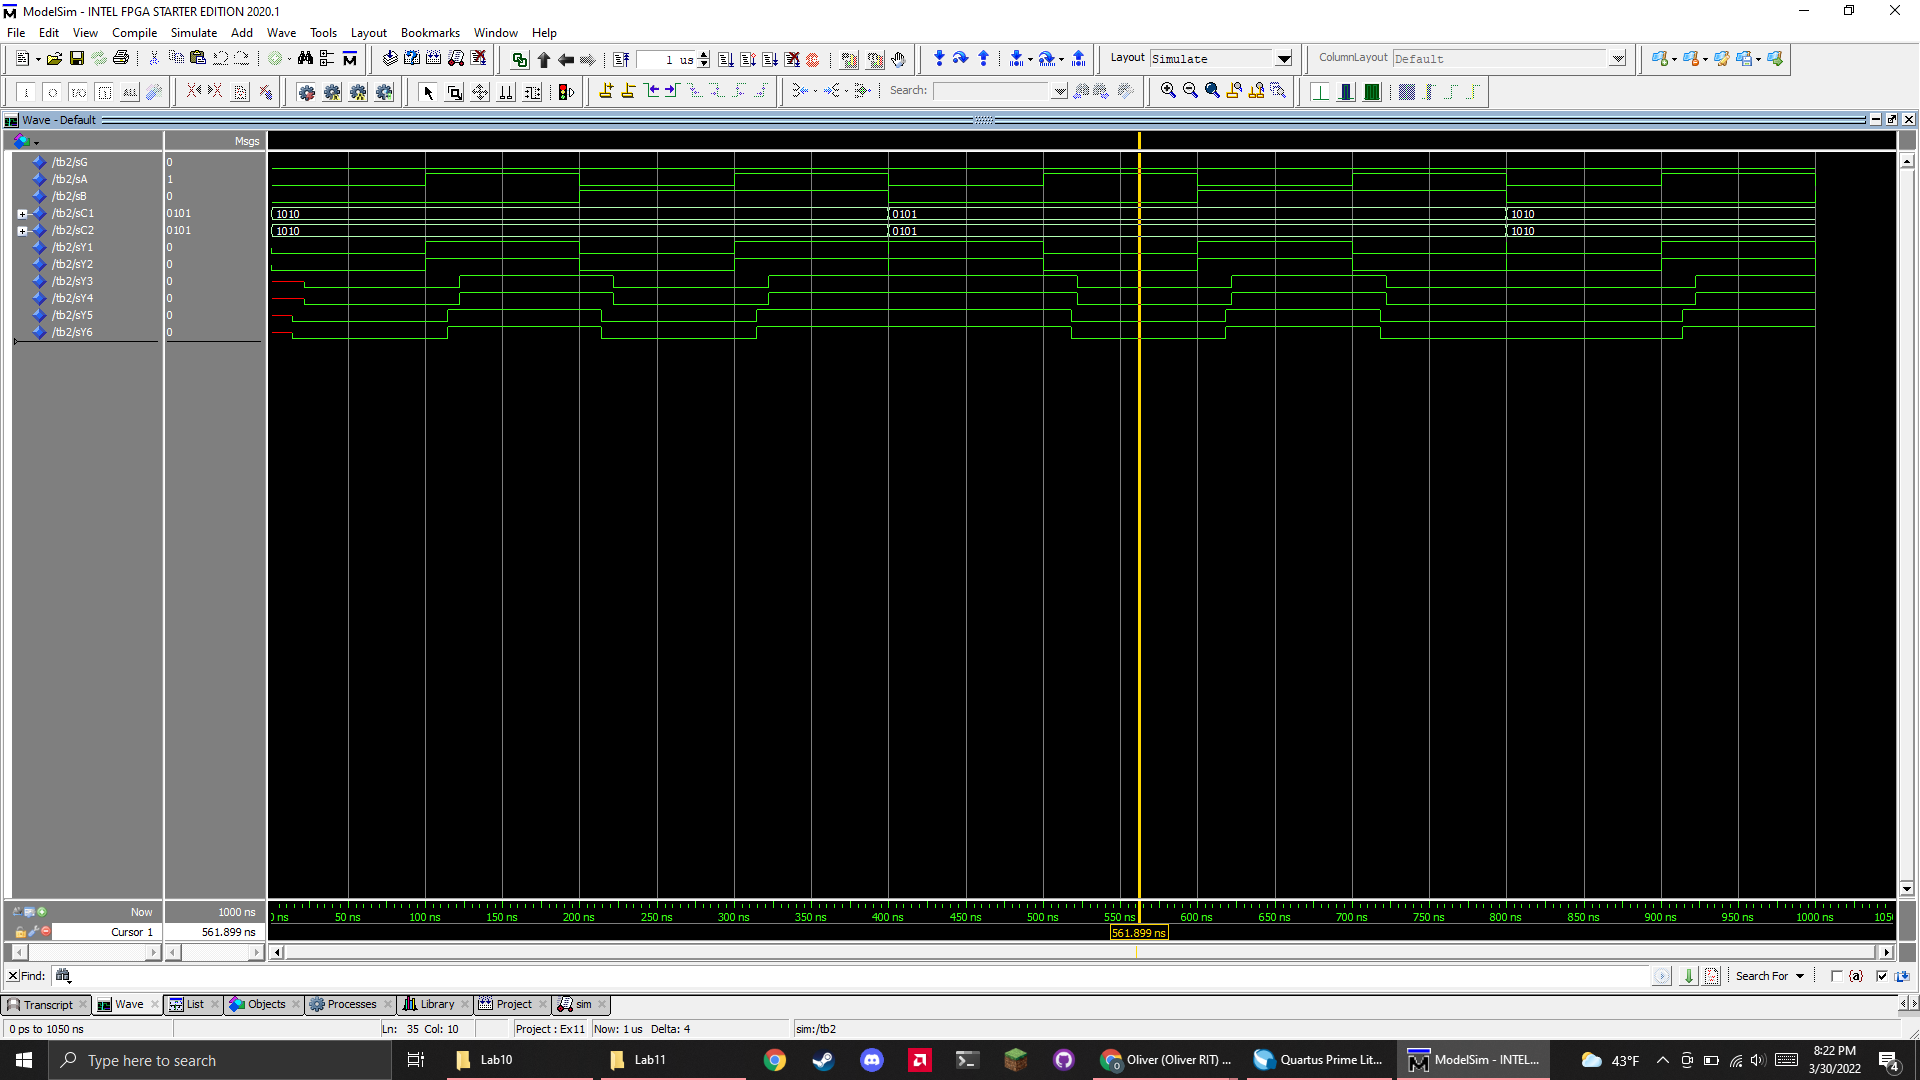 ModelSim - INTEL FPGA STARTER EDITION 2020.1
File Edit View Compile Simulate Add Wave Tools Layout Bookmarks Window Help
1 us
Layout Simulate
ColumnLayout Default
ALL
Search:
Wave - Default
Msgs
/tb2/sG 0
/tb2/sA 1
/tb2/sB 0
/tb2/sC1 0101 1010 0101 1010
/tb2/sC2 0101 1010 0101 1010
/tb2/sY1 0
/tb2/sY2 0
/tb2/sY3 0
/tb2/sY4 0
/tb2/sY5 0
/tb2/sY6 0
Now 1000 ns
ns 50 ns 100 ns 150 ns 200 ns 250 ns 300 ns 350 ns 400 ns 450 ns 500 ns 550 ns 600 ns 650 ns 700 ns 750 ns 800 ns 850 ns 900 ns 950 ns 1000 ns 105
Cursor 1 561.899 ns 561.899 ns
Find: Search For {a}
Transcript Wave List Objects Processes Library Project sim
0 ps to 1050 ns Ln: 35 Col: 10 Project : Ex11 Now: 1 us Delta: 4 sim:/tb2
Type here to search Lab10 Lab11 Oliver (Oliver RIT) ... Quartus Prime Lit... ModelSim - INTEL... 43°F 8:22 PM
3/30/2022 4